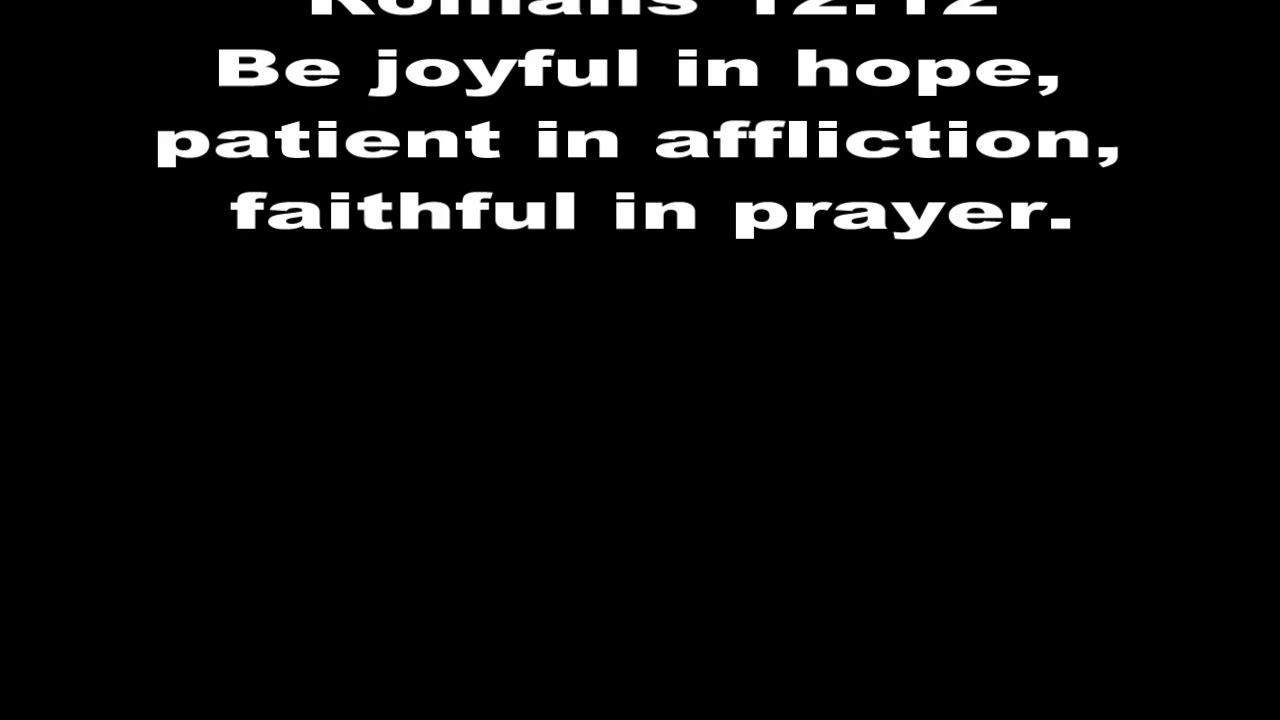 Romans 12:12
Be joyful in hope,
patient in affliction,
faithful in prayer.